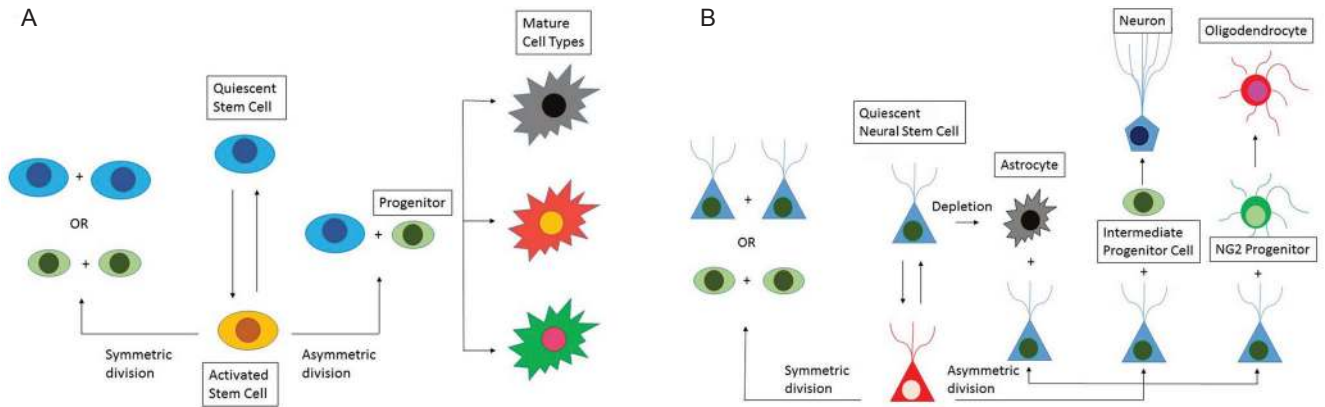 A
Mature
Cell Types
Quiescent
Stem Cell
+
OR
+
Progenitor
+
Symmetric
division
Asymmetric
division
Activated
Stem Cell
B
Neuron
Oligodendrocyte
Quiescent
Neural Stem Cell
Astrocyte
+
Depletion
OR
+
+
Intermediate
Progenitor Cell
+
NG2 Progenitor
+
Symmetric
division
Asymmetric
division